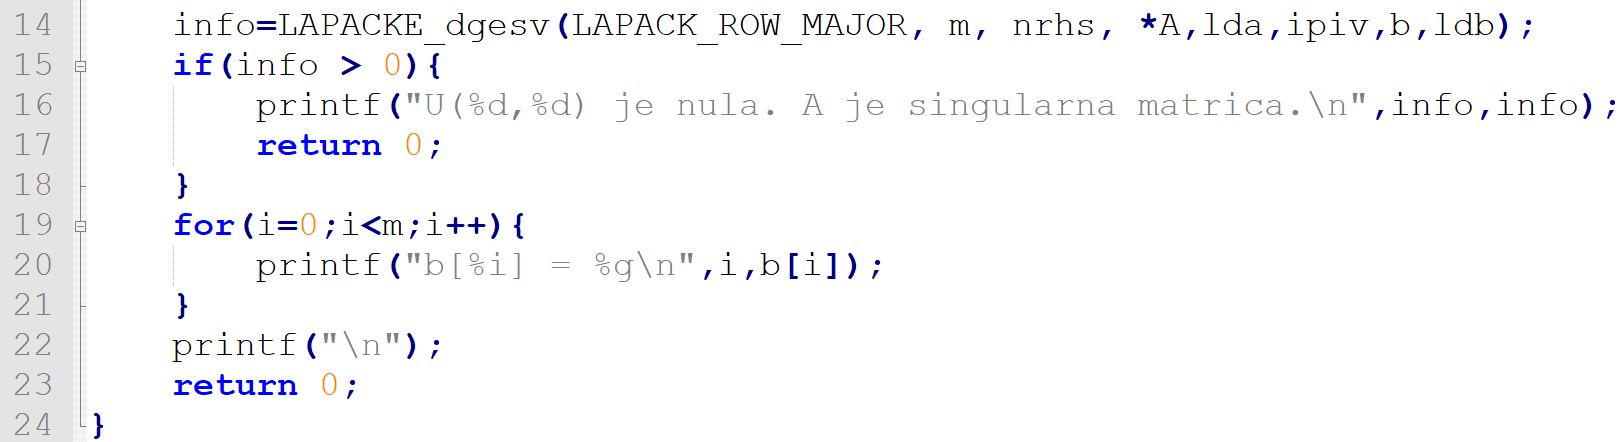 14 info=LAPACKE_dgesv(LAPACK_ROW_MAJOR, m, nrhs, *A,lda,ipiv,b,ldb);
15 if(info > 0){
16 printf("U(%d,%d) je nula. A je singularna matrica.\n",info,info);
17 return 0;
18 }
19 for(i=0;i<m;i++){
20 printf("b[%i] = %g\n",i,b[i]);
21 }
22 printf("\n");
23 return 0;
24 }